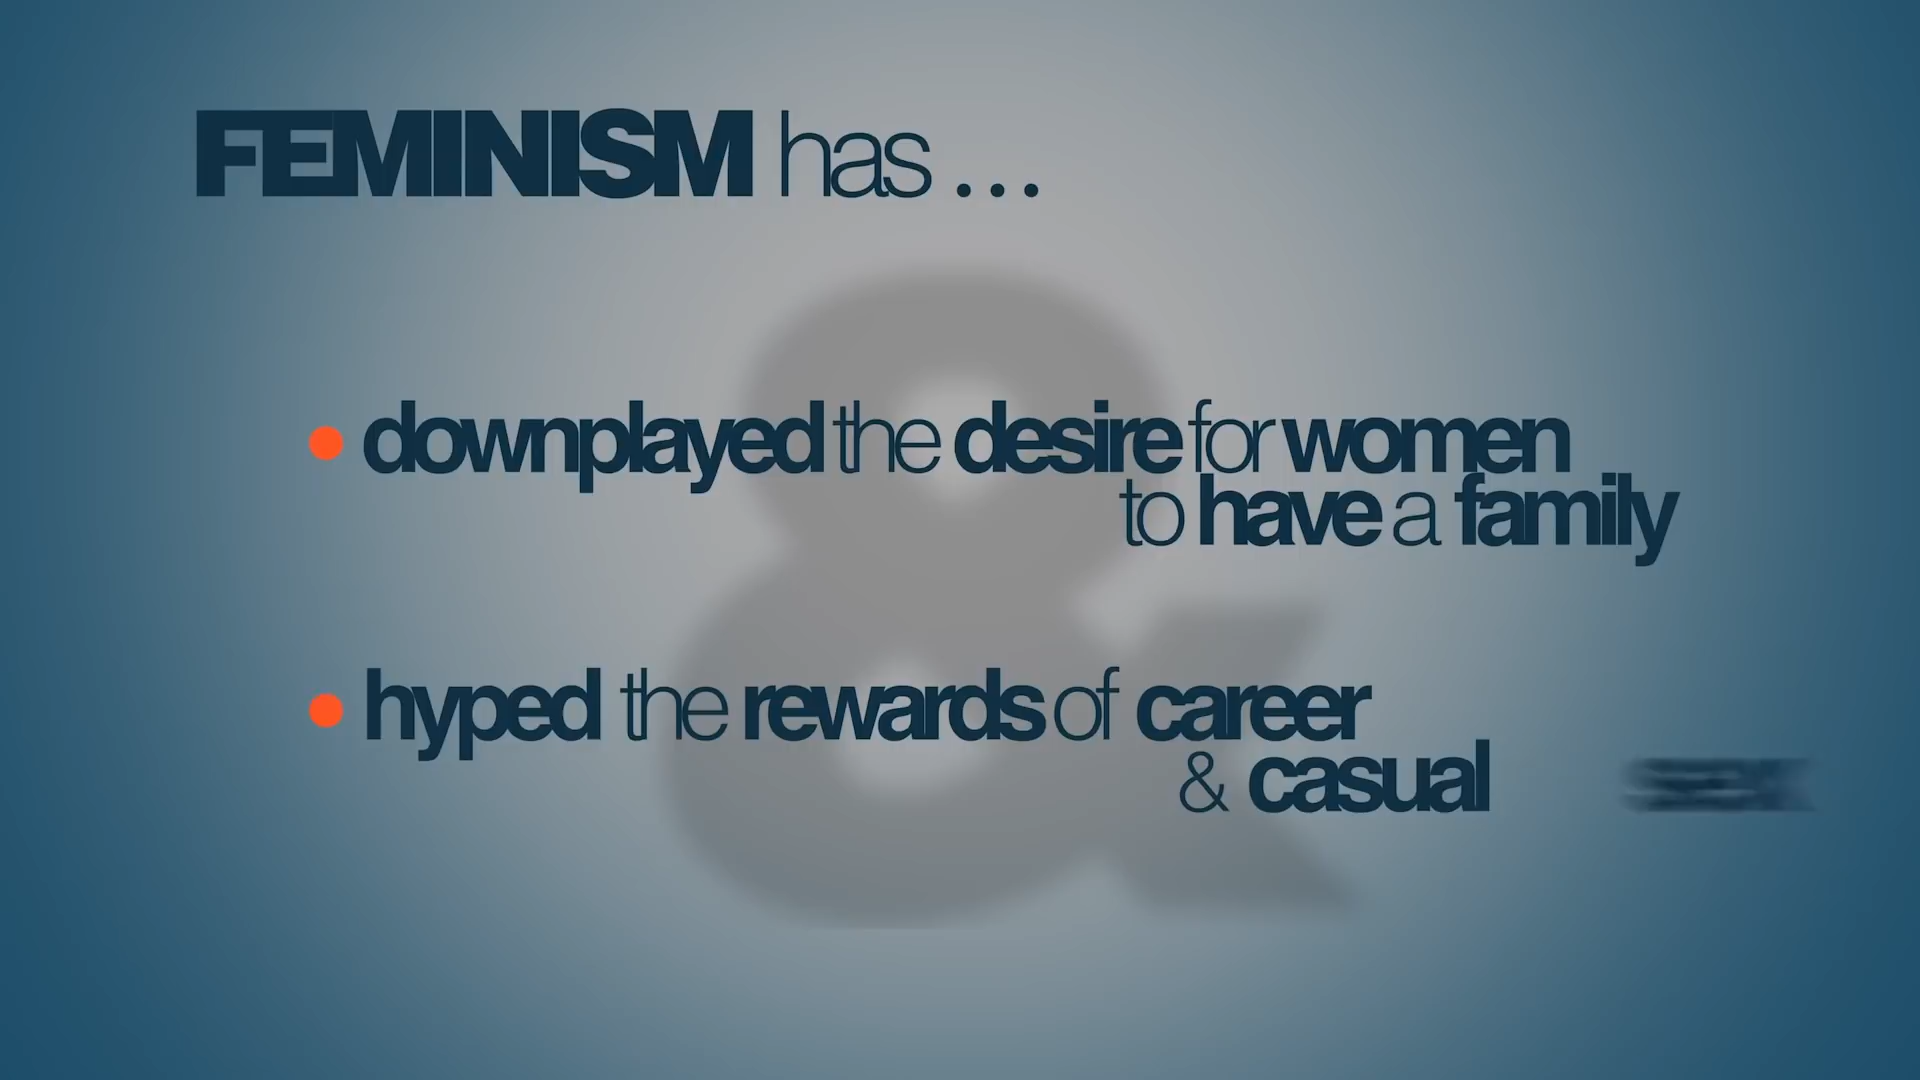 FEMINISM has ...
• downplayed the desire for women
to have a family
• hyped the rewards of career
& casual
&